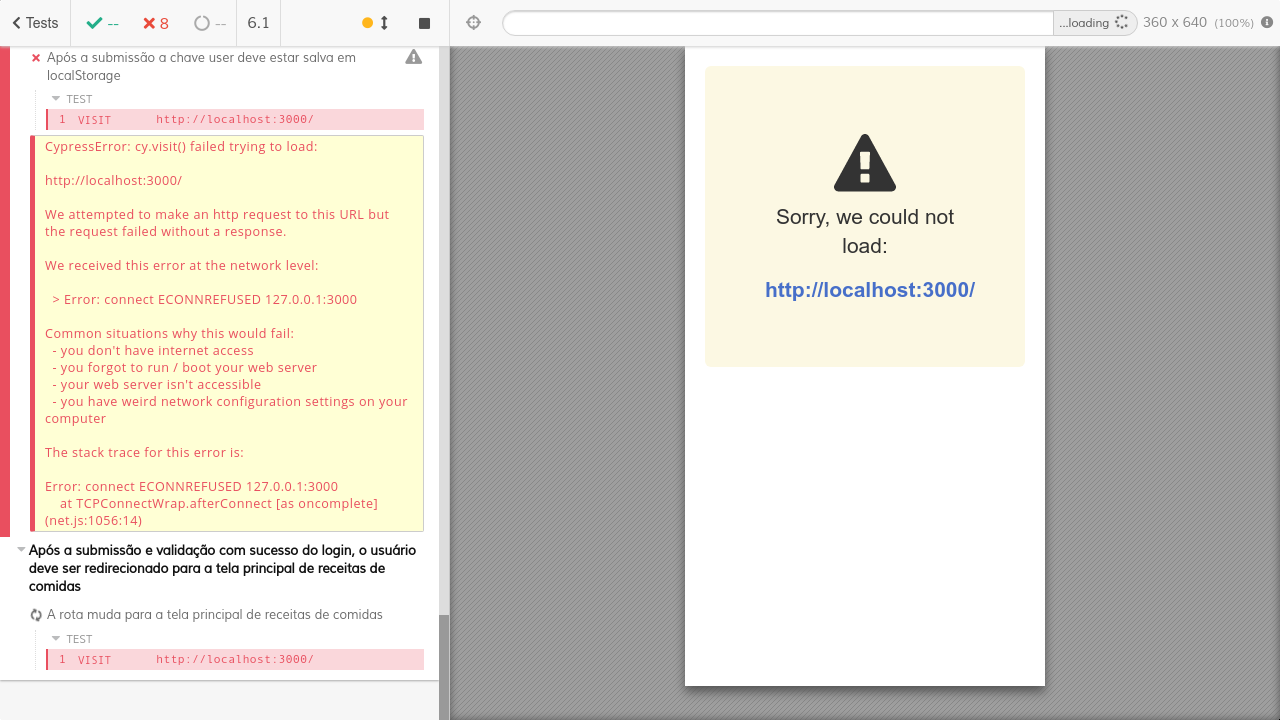 Tests
--
8
--
6.1
...loading
360 x 640 (100%)
Após a submissão a chave user deve estar salva em
localStorage
TEST
1 VISIT http://localhost:3000/
CypressError: cy.visit() failed trying to load:
http://localhost:3000/
We attempted to make an http request to this URL but
the request failed without a response.
We received this error at the network level:
> Error: connect ECONNREFUSED 127.0.0.1:3000
Common situations why this would fail:
- you don't have internet access
- you forgot to run / boot your web server
- your web server isn't accessible
- you have weird network configuration settings on your
computer
The stack trace for this error is:
Error: connect ECONNREFUSED 127.0.0.1:3000
at TCPConnectWrap.afterConnect [as oncomplete]
(net.js:1056:14)
Após a submissão e validação com sucesso do login, o usuário
deve ser redirecionado para a tela principal de receitas de
comidas
A rota muda para a tela principal de receitas de comidas
TEST
1 VISIT http://localhost:3000/
Sorry, we could not
load:
http://localhost:3000/